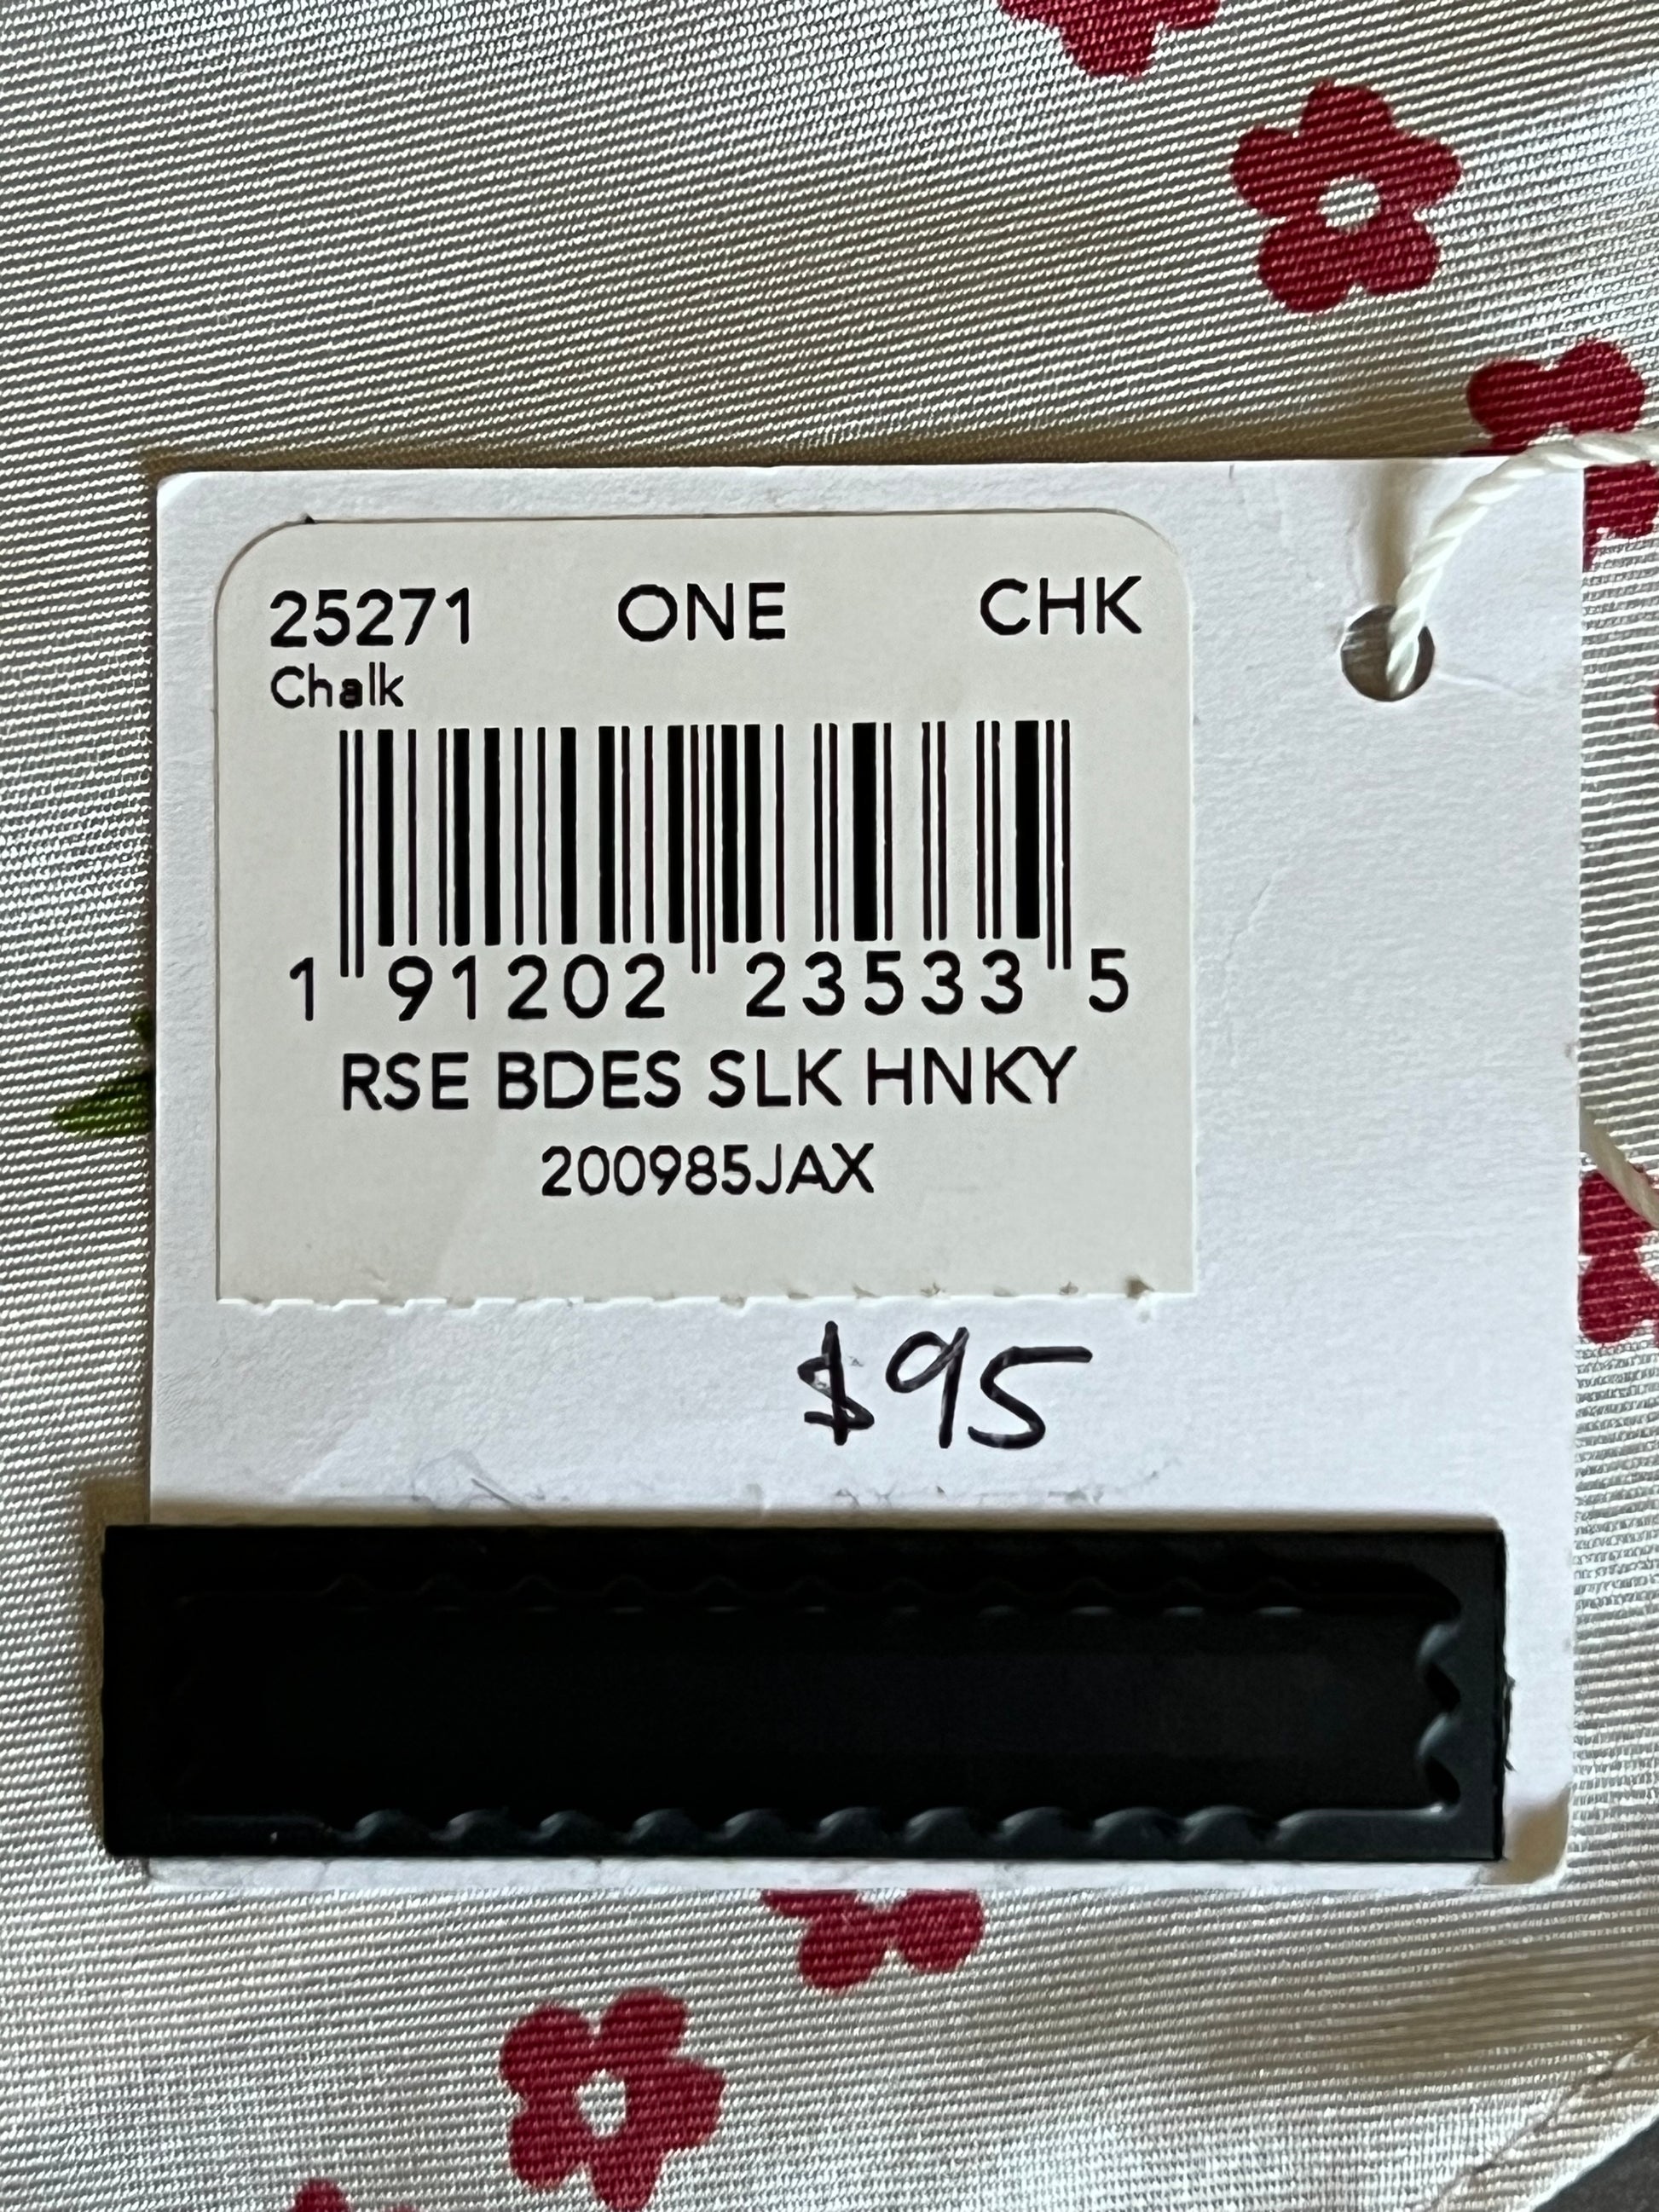 25271 ONE CHK
Chalk
1 91202 23533 5
RSE BDES SLK HNKY
200985JAX
$95